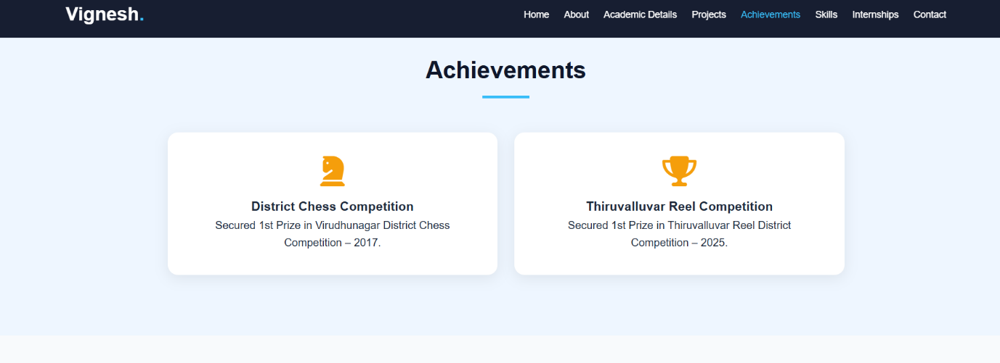 Vignesh.
Home About Academic Details Projects Achievements Skills Internships Contact
Achievements
District Chess Competition
Secured 1st Prize in Virudhunagar District Chess
Competition – 2017.
Thiruvalluvar Reel Competition
Secured 1st Prize in Thiruvalluvar Reel District
Competition – 2025.